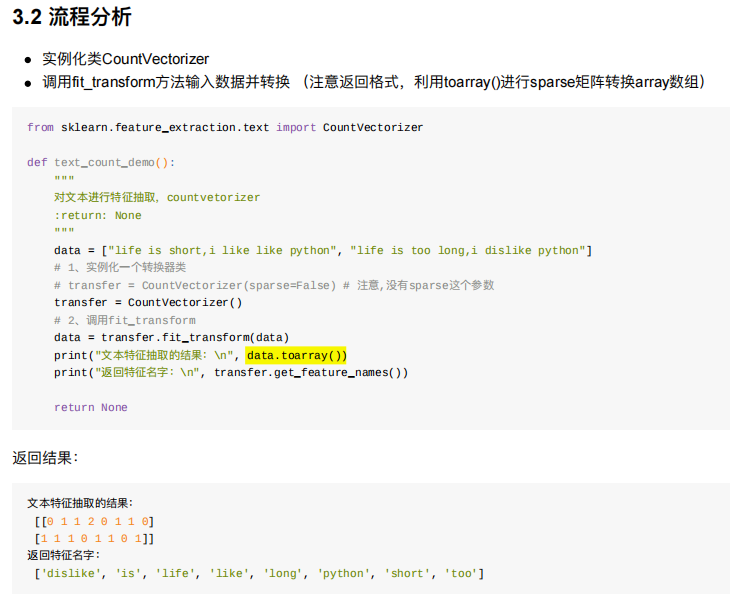 3.2 流程分析
● 实例化类CountVectorizer
● 调用fit_transform方法输入数据并转换 （注意返回格式，利用toarray()进行sparse矩阵转换array数组）
from sklearn.feature_extraction.text import CountVectorizer
def text_count_demo():
    """
    对文本进行特征抽取，countvetorizer
    :return: None
    """
    data = ["life is short,i like like python", "life is too long,i dislike python"]
    # 1、实例化一个转换器类
    # transfer = CountVectorizer(sparse=False) # 注意,没有sparse这个参数
    transfer = CountVectorizer()
    # 2、调用fit_transform
    data = transfer.fit_transform(data)
    print("文本特征抽取的结果：\n", data.toarray())
    print("返回特征名字：\n", transfer.get_feature_names())
    return None
返回结果：
文本特征抽取的结果：
 [[0 1 1 2 0 1 1 0]
 [1 1 1 0 1 1 0 1]]
返回特征名字：
 ['dislike', 'is', 'life', 'like', 'long', 'python', 'short', 'too']